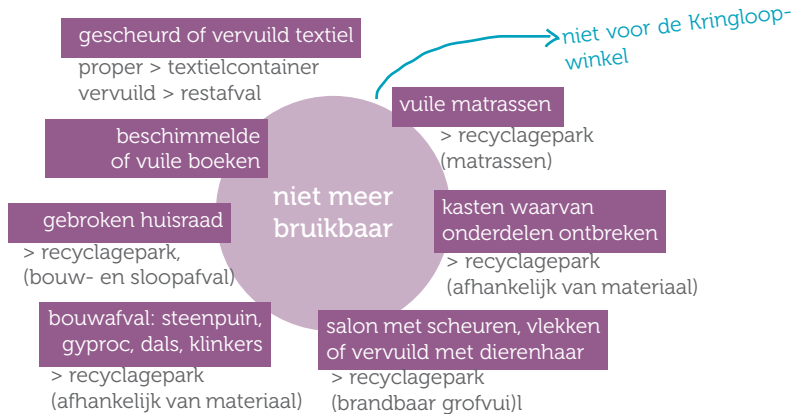 gescheurd of vervuild textiel
proper > textielcontainer
vervuild > restafval
niet voor de Kringloop-
winkel
vuile matrassen
> recyclagepark
(matrassen)
beschimmelde
of vuile boeken
niet meer
bruikbaar
gebroken huisraad
> recyclagepark,
(bouw- en sloopafval)
kasten waarvan
onderdelen ontbreken
> recyclagepark
(afhankelijk van materiaal)
bouwafval: steenpuin,
gyproc, dals, klinkers
> recyclagepark
(afhankelijk van materiaal)
salon met scheuren, vlekken
of vervuild met dierenhaar
> recyclagepark
(brandbaar grofvui)l